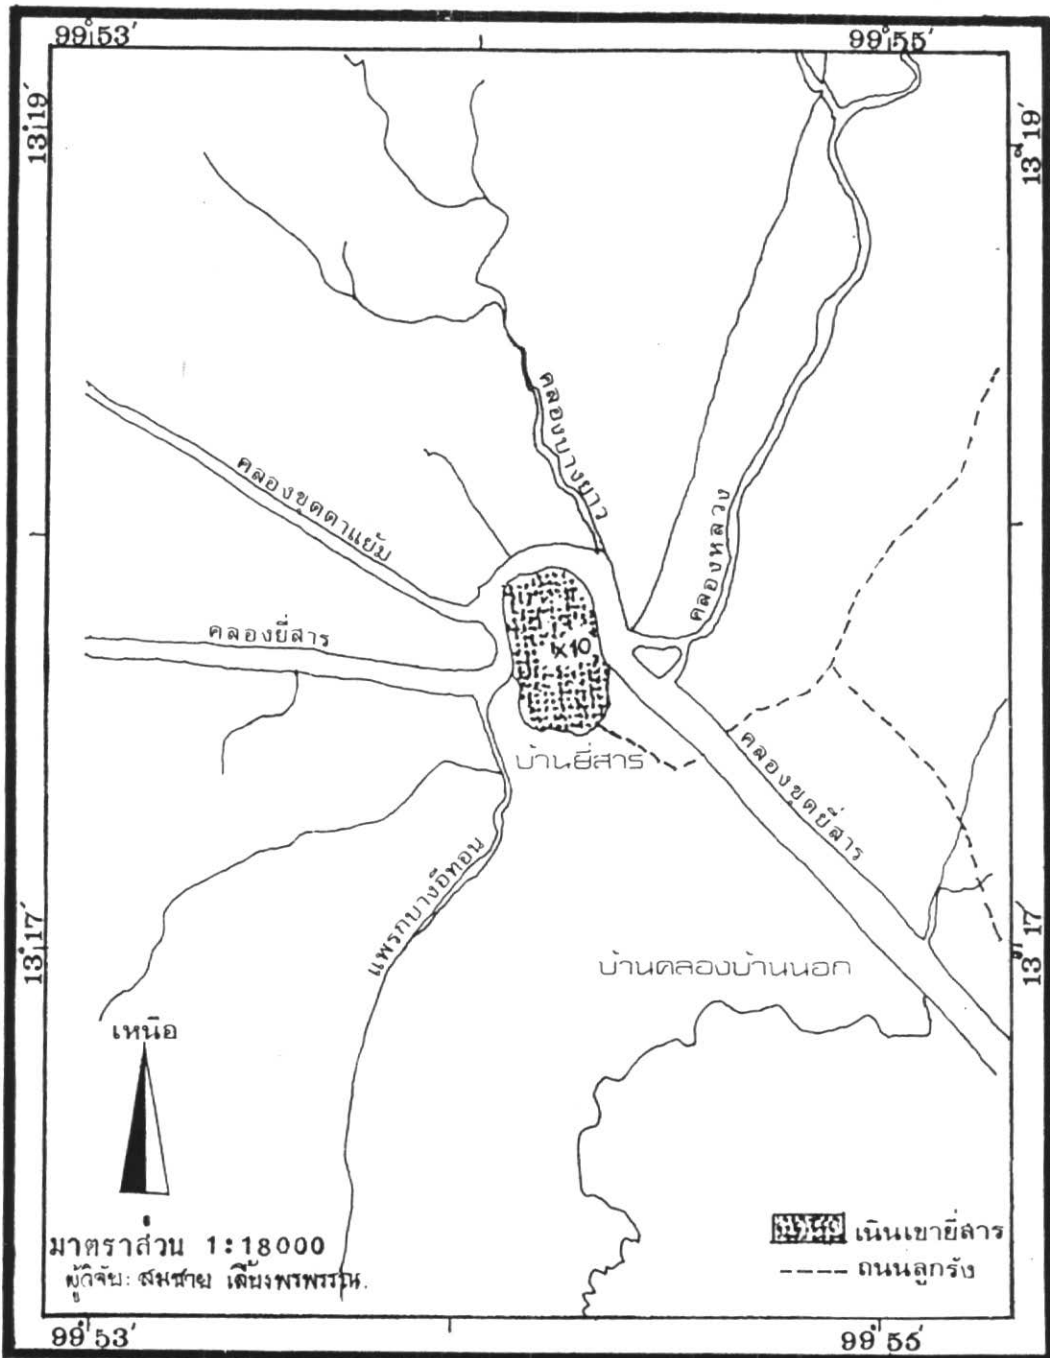 99°53′
99°55′
13°19′
13°19′
คลองบางยาว
คลองขุดตาแย้ม
คลองหลวง
คลองยี่สาร
×10
บ้านยี่สาร
คลองขุดยี่สาร
แพรกบางอีทอน
13°17′
13°17′
บ้านคลองบ้านนอก
เหนือ
มาตราส่วน 1:18000
เนินเขายี่สาร
ผู้วิจัย: สมชาย เลี้ยงพรพรรณ.
ถนนลูกรัง
99°53′
99°55′